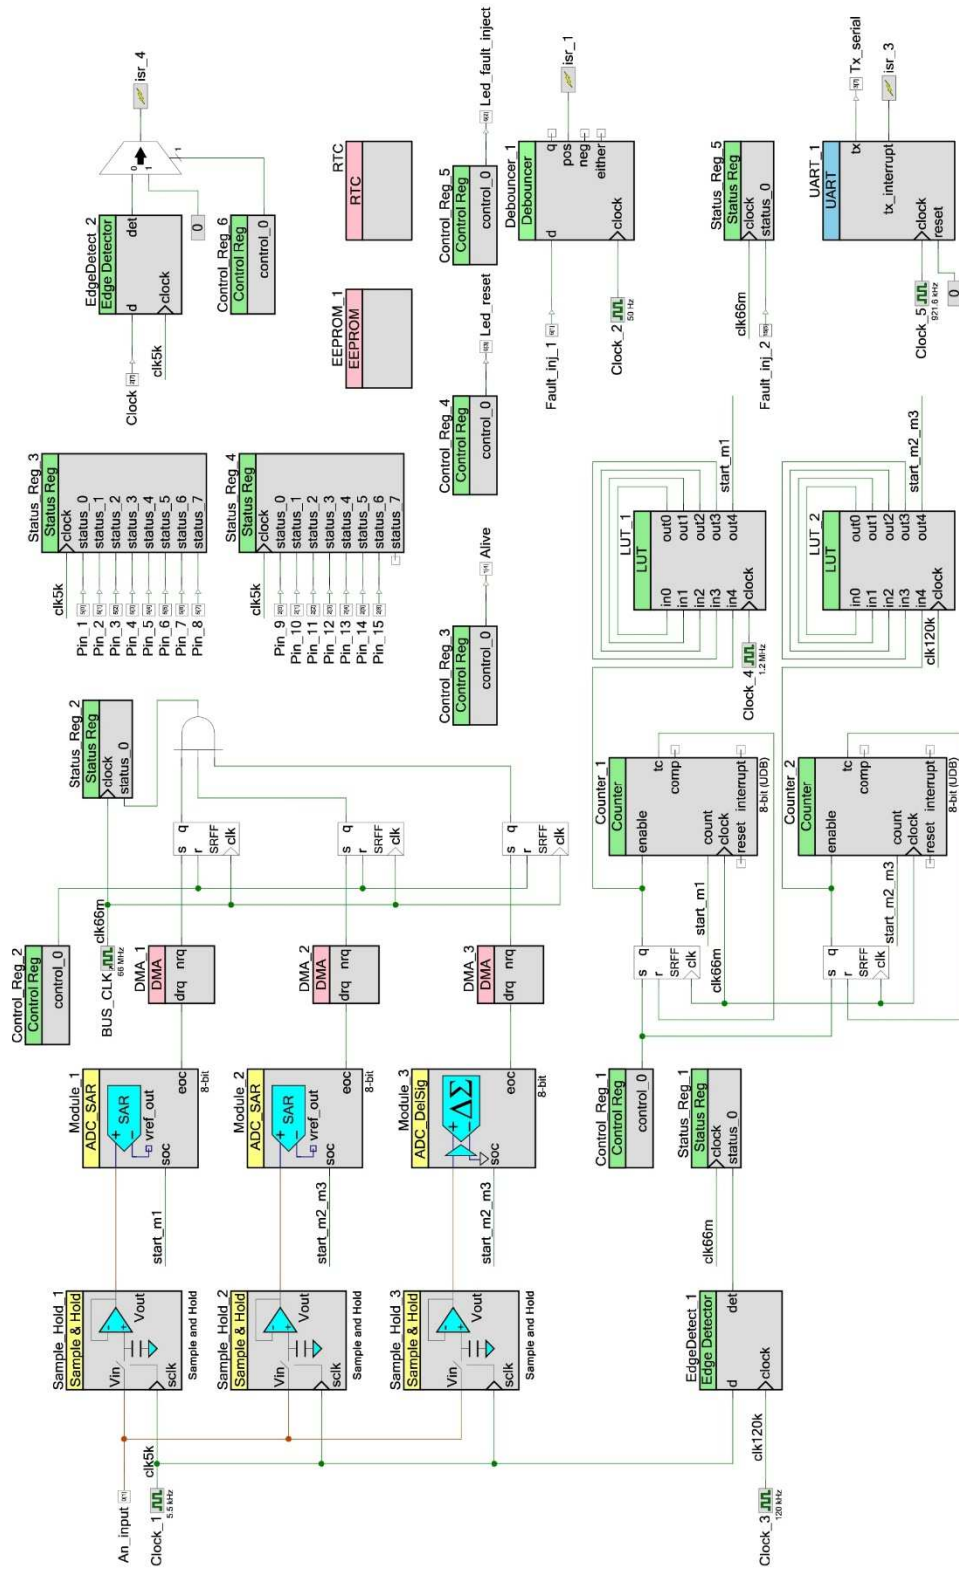 An_input
Clock_1
5.5 kHz
clk5k
Sample_Hold_1
Sample & Hold
Vin
Vout
sclk
Sample and Hold
Sample_Hold_2
Sample & Hold
Vin
Vout
sclk
Sample and Hold
Sample_Hold_3
Sample & Hold
Vin
Vout
sclk
Sample and Hold
Module_1
ADC_SAR
SAR
vref_out
soc
eoc
8-bit
start_m1
Module_2
ADC_SAR
SAR
vref_out
soc
eoc
8-bit
start_m2_m3
Module_3
ADC_DelSig
ΔΣ
soc
eoc
8-bit
start_m2_m3
Control_Reg_2
Control Reg
control_0
BUS_CLK
66 MHz
clk66m
DMA_1
DMA
drq nrq
DMA_2
DMA
drq nrq
DMA_3
DMA
drq nrq
s q
r
SRFF
clk
s q
r
SRFF
clk
s q
r
SRFF
clk
Status_Reg_2
Status Reg
clock
status_0
Status_Reg_3
Status Reg
clock
clk5k
Pin_1 status_0
Pin_2 status_1
Pin_3 status_2
Pin_4 status_3
Pin_5 status_4
Pin_6 status_5
Pin_7 status_6
Pin_8 status_7
Status_Reg_4
Status Reg
clock
clk5k
Pin_9 status_0
Pin_10 status_1
Pin_11 status_2
Pin_12 status_3
Pin_13 status_4
Pin_14 status_5
Pin_15 status_6
status_7
EdgeDetect_2
Edge Detector
Clock
d
det
clk5k
clock
0
1
isr_4
Control_Reg_6
Control Reg
control_0
1
0
EEPROM_1
EEPROM
RTC
RTC
Control_Reg_3
Control Reg
control_0
Alive
Control_Reg_4
Control Reg
control_0
Led_reset
Control_Reg_5
Control Reg
control_0
Led_fault_inject
Debouncer_1
Debouncer
Fault_inj_1
d
q
pos
neg
either
isr_1
Clock_2
50 Hz
clock
Control_Reg_1
Control Reg
control_0
Status_Reg_1
Status Reg
clock
status_0
clk66m
EdgeDetect_1
Edge Detector
d
det
clock
clk120k
Clock_3
120 kHz
s q
r
SRFF
clk
start_m1
clk66m
Counter_1
Counter
enable
tc
comp
count
clock
reset interrupt
8-bit (UDB)
s q
r
SRFF
clk
start_m2_m3
Counter_2
Counter
enable
tc
comp
count
clock
reset interrupt
8-bit (UDB)
LUT_1
LUT
in0 out0
in1 out1
in2 out2
in3 out3
in4 out4
clock
start_m1
Clock_4
1.2 MHz
LUT_2
LUT
in0 out0
in1 out1
in2 out2
in3 out3
in4 out4
clock
start_m2_m3
clk120k
Status_Reg_5
Status Reg
clock
status_0
clk66m
Fault_inj_2
UART_1
UART
tx
tx_interrupt
clock
reset
Tx_serial
isr_3
Clock_5
921.6 kHz
0